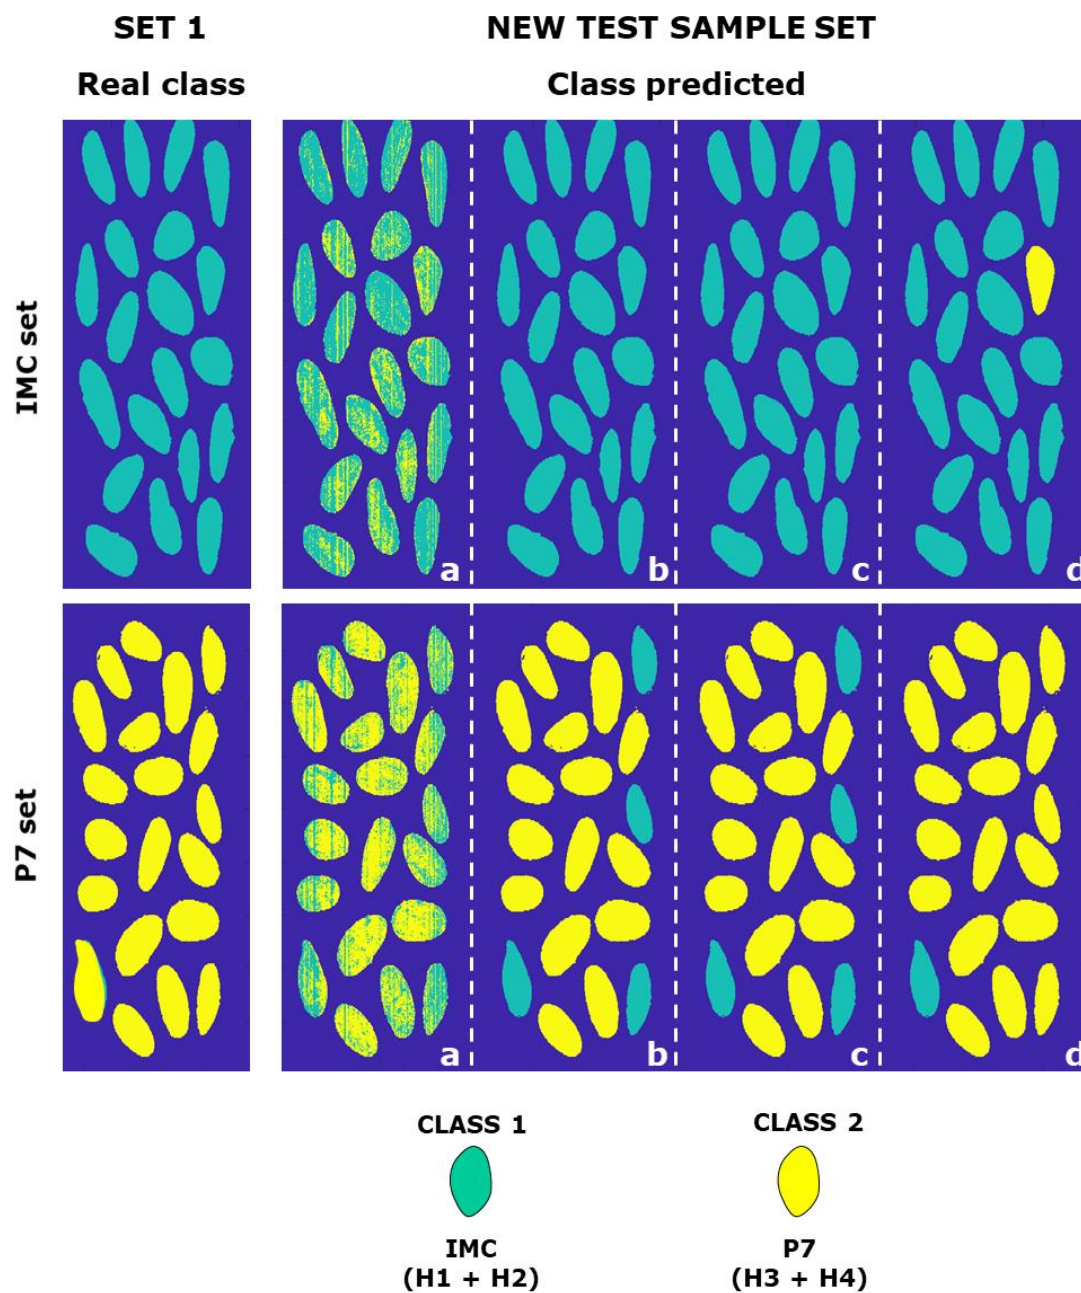 SET 1
NEW TEST SAMPLE SET
Real class
Class predicted
IMC set
a
b
c
d
P7 set
a
b
c
d
CLASS 1
CLASS 2
IMC
(H1 + H2)
P7
(H3 + H4)